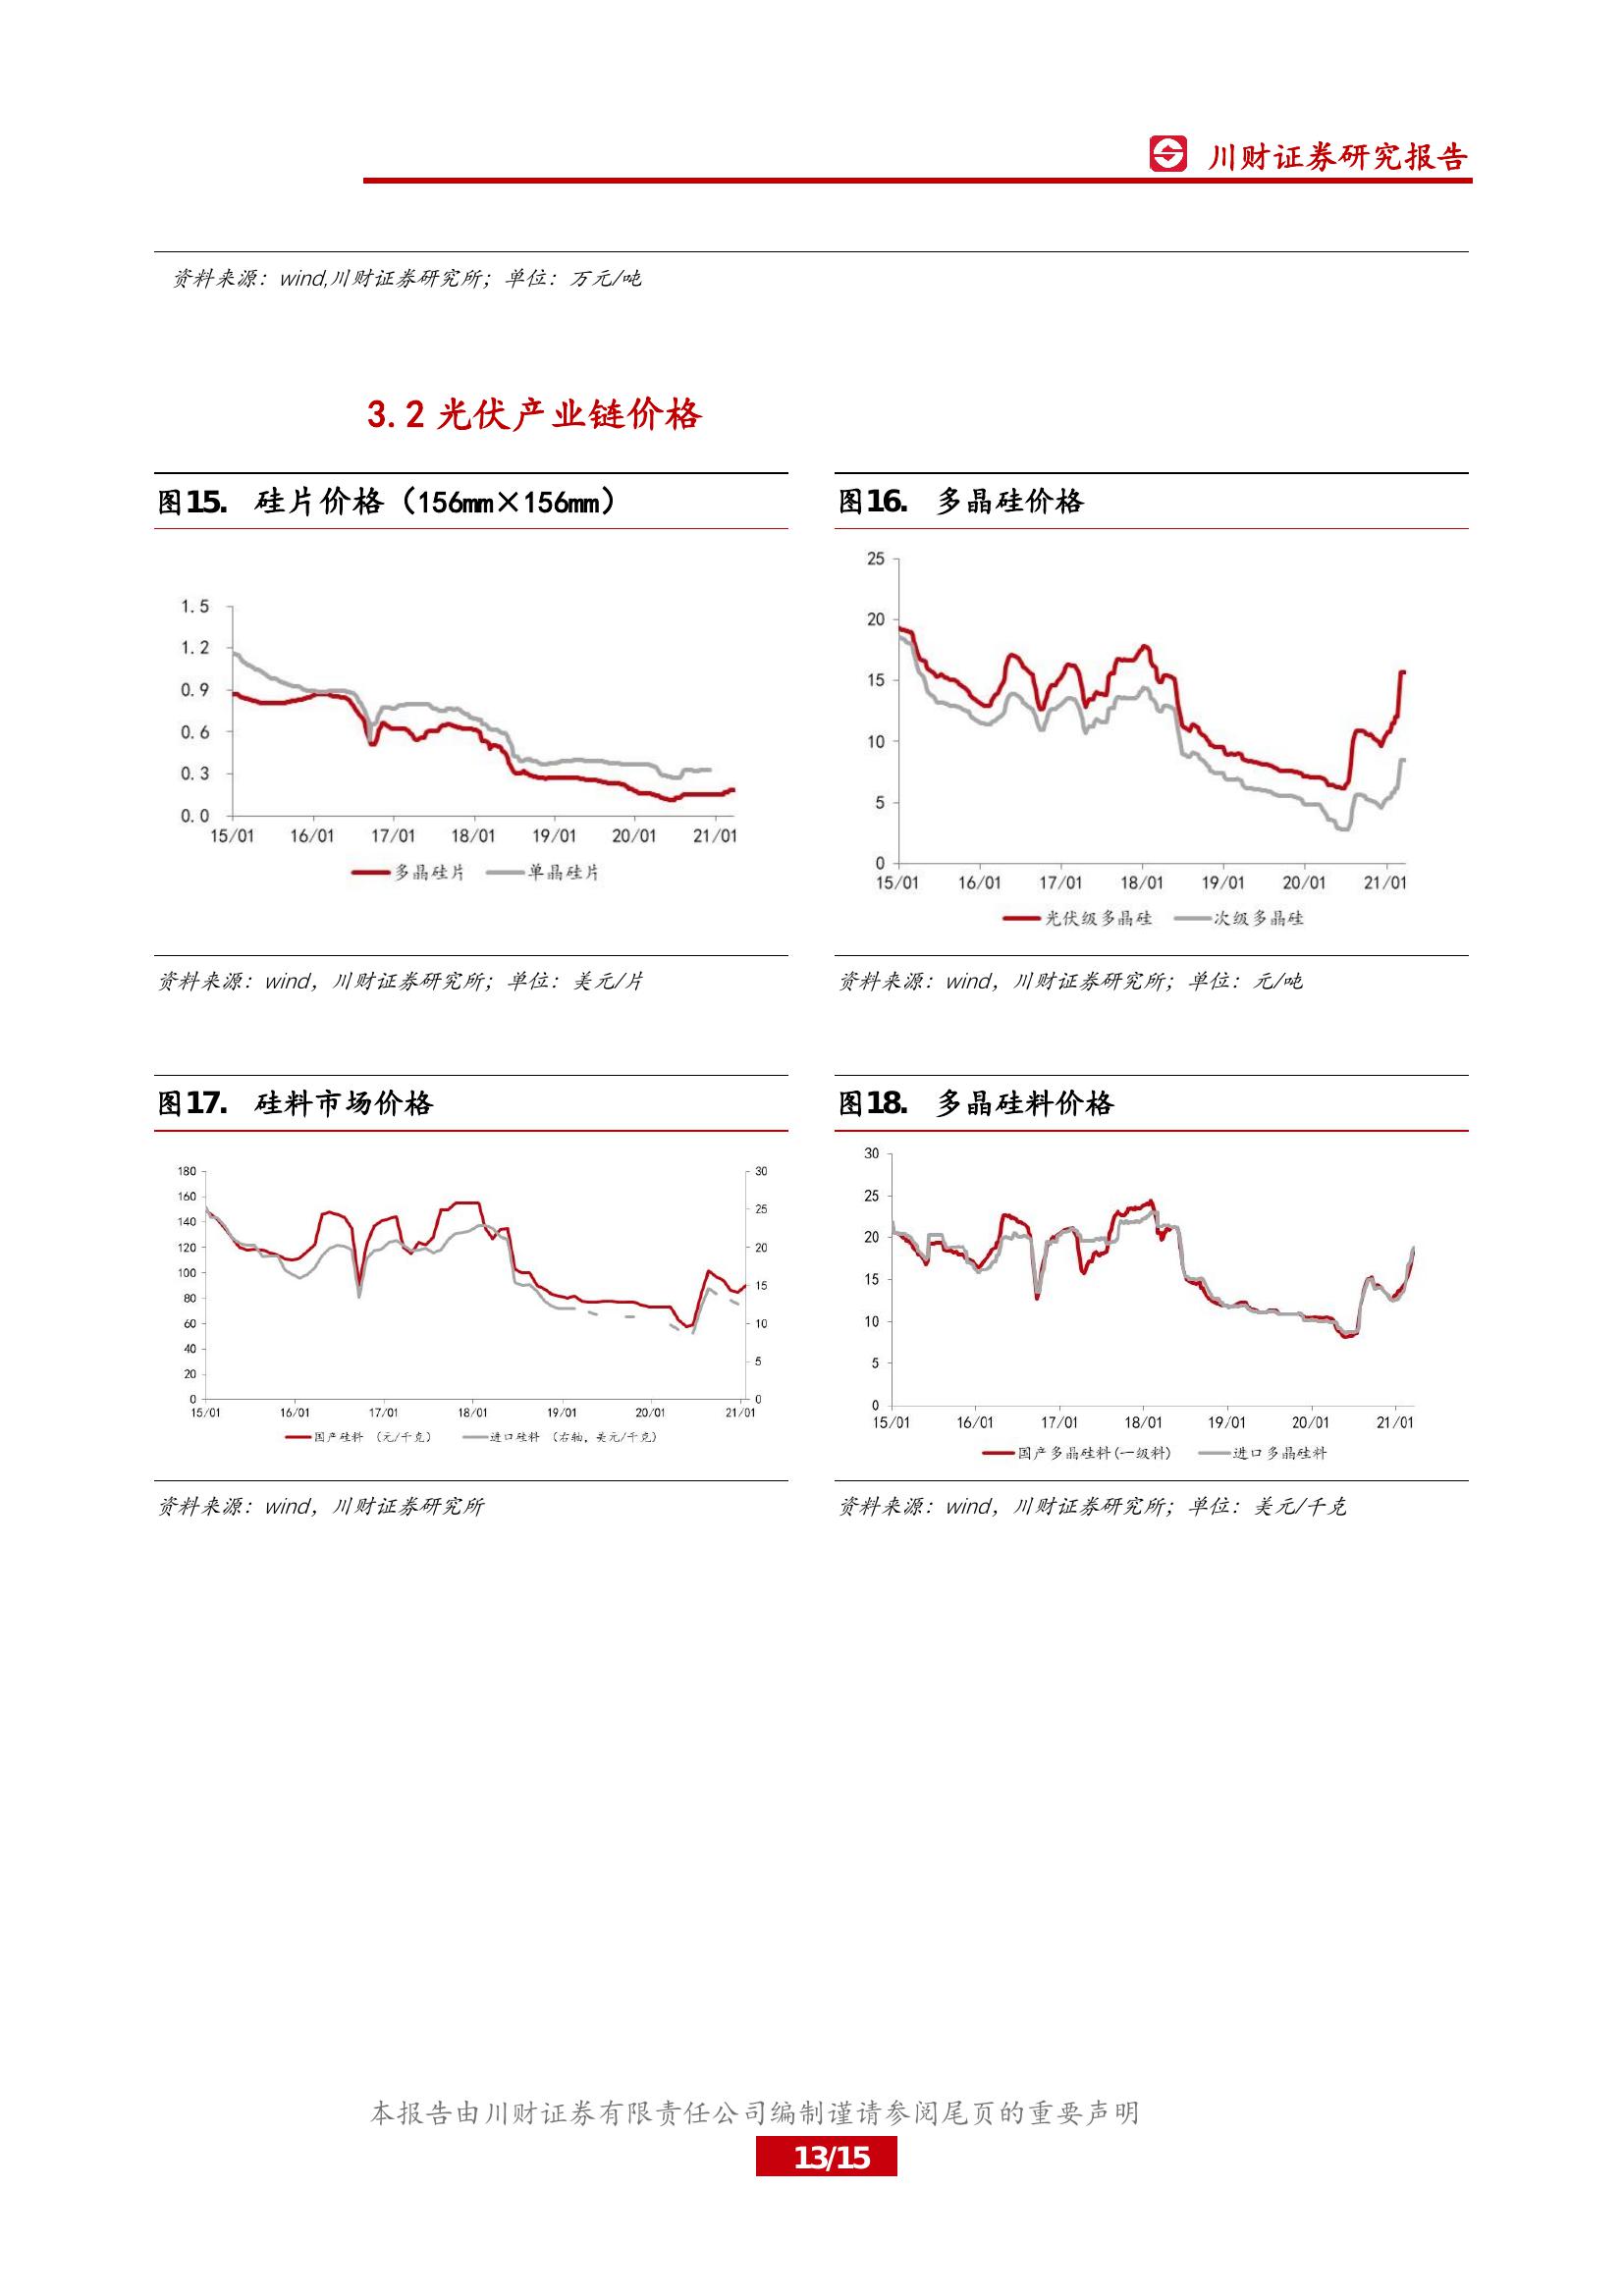 川财证券研究报告
资料来源：wind,川财证券研究所；单位：万元/吨
3.2 光伏产业链价格
图15. 硅片价格（156mm×156mm）
1.5
1.2
0.9
0.6
0.3
0.0
15/01 16/01 17/01 18/01 19/01 20/01 21/01
多晶硅片 单晶硅片
资料来源：wind，川财证券研究所；单位：美元/片
图16. 多晶硅价格
25
20
15
10
5
0
15/01 16/01 17/01 18/01 19/01 20/01 21/01
光伏级多晶硅 次级多晶硅
资料来源：wind，川财证券研究所；单位：元/吨
图17. 硅料市场价格
180 30
160
140 25
120 20
100
80 15
60 10
40
20 5
0 0
15/01 16/01 17/01 18/01 19/01 20/01 21/01
国产硅料 （元/千克） 进口硅料 （右轴，美元/千克）
资料来源：wind，川财证券研究所
图18. 多晶硅料价格
30
25
20
15
10
5
0
15/01 16/01 17/01 18/01 19/01 20/01 21/01
国产多晶硅料(一级料) 进口多晶硅料
资料来源：wind，川财证券研究所；单位：美元/千克
本报告由川财证券有限责任公司编制谨请参阅尾页的重要声明
13/15